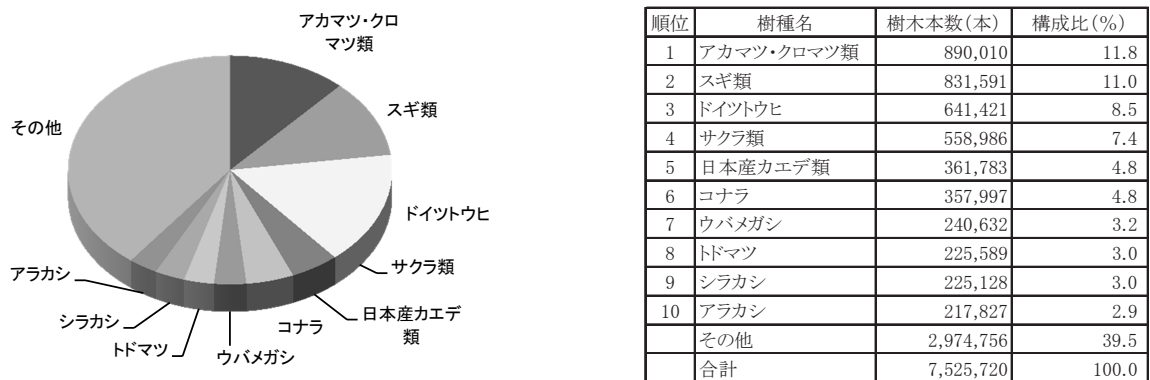 アカマツ・クロ
マツ類
スギ類
ドイツトウヒ
サクラ類
日本産カエデ
類
コナラ
ウバメガシ
トドマツ
シラカシ
アラカシ
その他
順位 樹種名 樹木本数(本) 構成比(%)
1 アカマツ・クロマツ類 890,010 11.8
2 スギ類 831,591 11.0
3 ドイツトウヒ 641,421 8.5
4 サクラ類 558,986 7.4
5 日本産カエデ類 361,783 4.8
6 コナラ 357,997 4.8
7 ウバメガシ 240,632 3.2
8 トドマツ 225,589 3.0
9 シラカシ 225,128 3.0
10 アラカシ 217,827 2.9
その他 2,974,756 39.5
合計 7,525,720 100.0